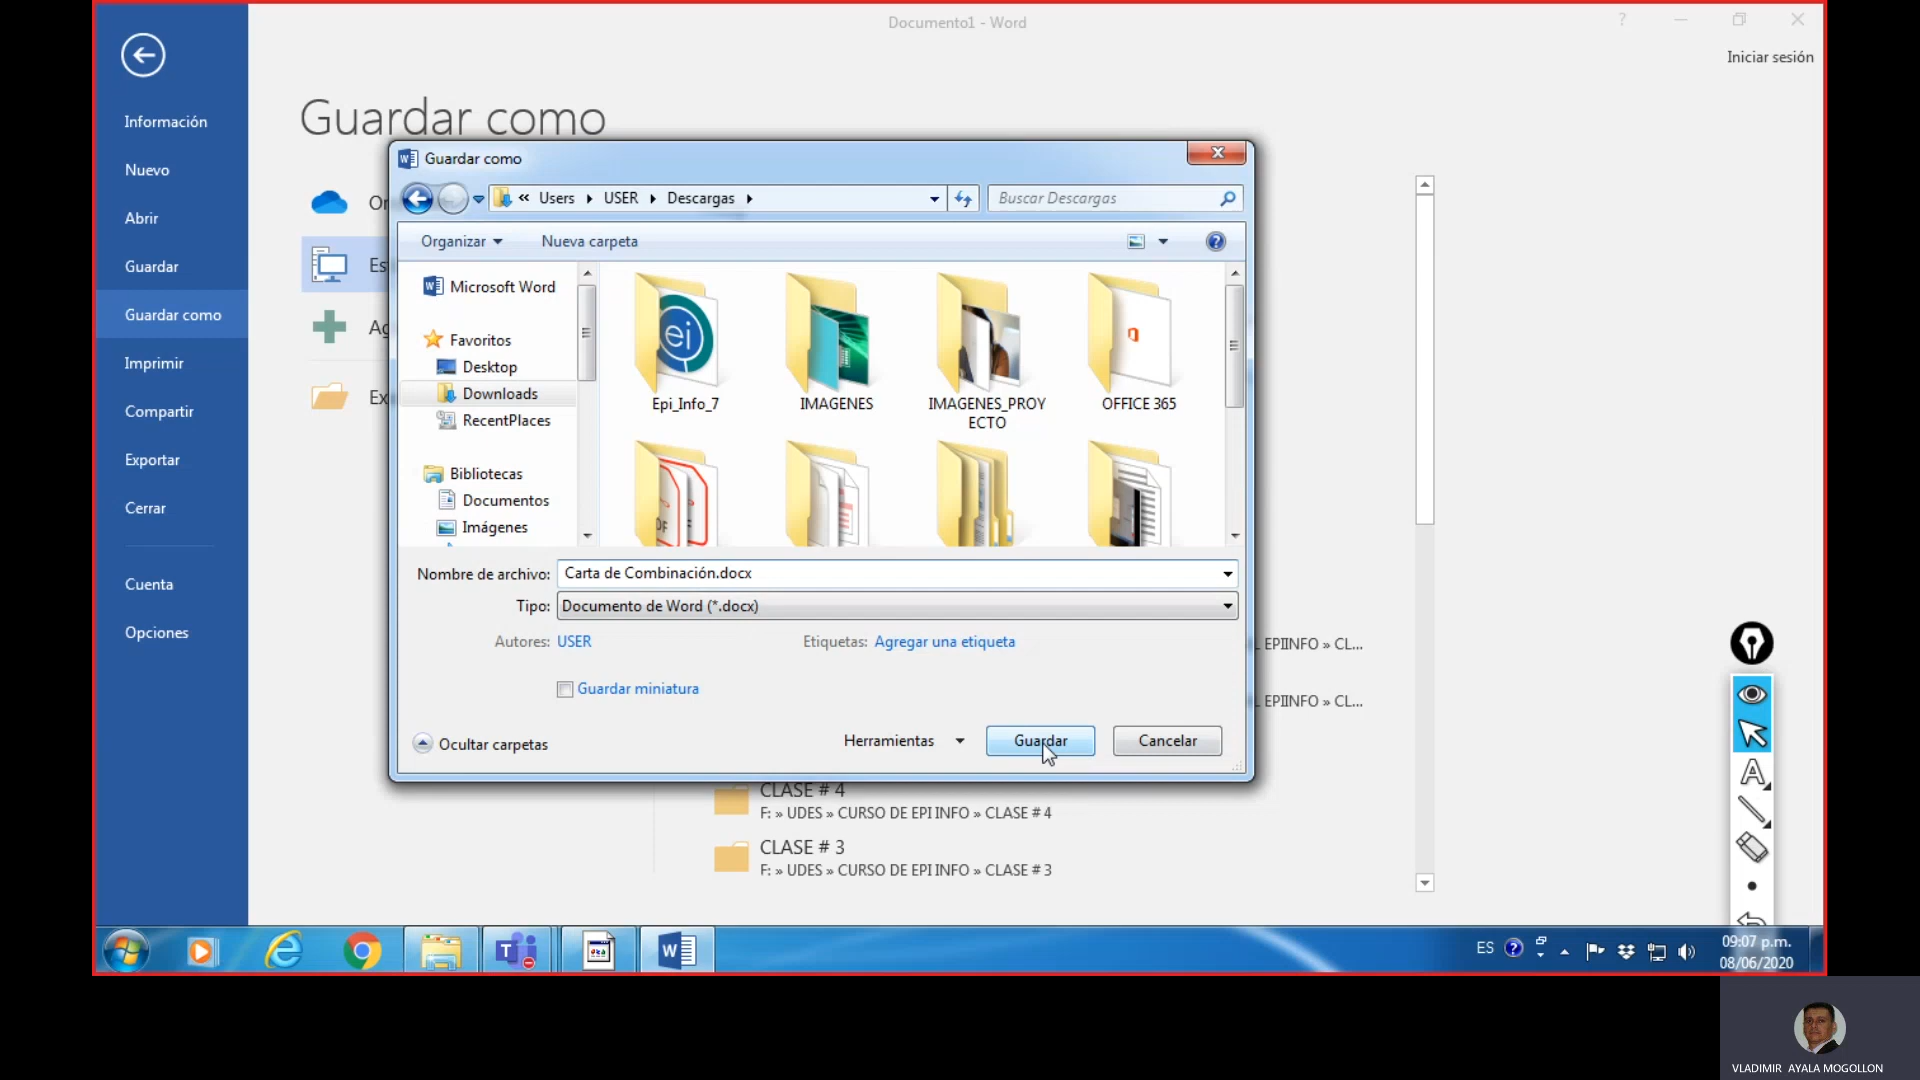 Documento1 - Word
Iniciar sesión
Información
Nuevo
Abrir
Guardar
Guardar como
Imprimir
Compartir
Exportar
Cerrar
Cuenta
Opciones
Guardar como
On
Es
Ag
Ex
Guardar como
« Users USER Descargas
Buscar Descargas
Organizar
Nueva carpeta
Microsoft Word
Favoritos
Desktop
Downloads
RecentPlaces
Bibliotecas
Documentos
Imágenes
ei
Epi_Info_7
IMAGENES
IMAGENES_PROY
ECTO
OFFICE 365
Nombre de archivo: Carta de Combinación.docx
Tipo: Documento de Word (*.docx)
Autores: USER
Etiquetas: Agregar una etiqueta
Guardar miniatura
Ocultar carpetas
Herramientas
Guardar
Cancelar
EPIINFO » CL...
EPIINFO » CL...
CLASE # 4
F: » UDES » CURSO DE EPI INFO » CLASE # 4
CLASE # 3
F: » UDES » CURSO DE EPI INFO » CLASE # 3
ES
09:07 p.m.
08/06/2020
VLADIMIR AYALA MOGOLLON